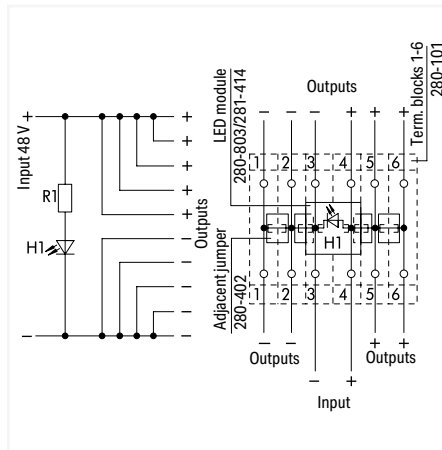 Input 48 V
+
R1
H1
−
+
+
+
+
+
Outputs
−
−
−
−
−
LED module
280-803/281-414
Term. blocks 1-6
280-101
Outputs
− − − + + +
1 2 3 4 5 6
H1
Adjacent jumper
280-402
1 2 3 4 5 6
− − + +
Outputs Outputs
− +
Input